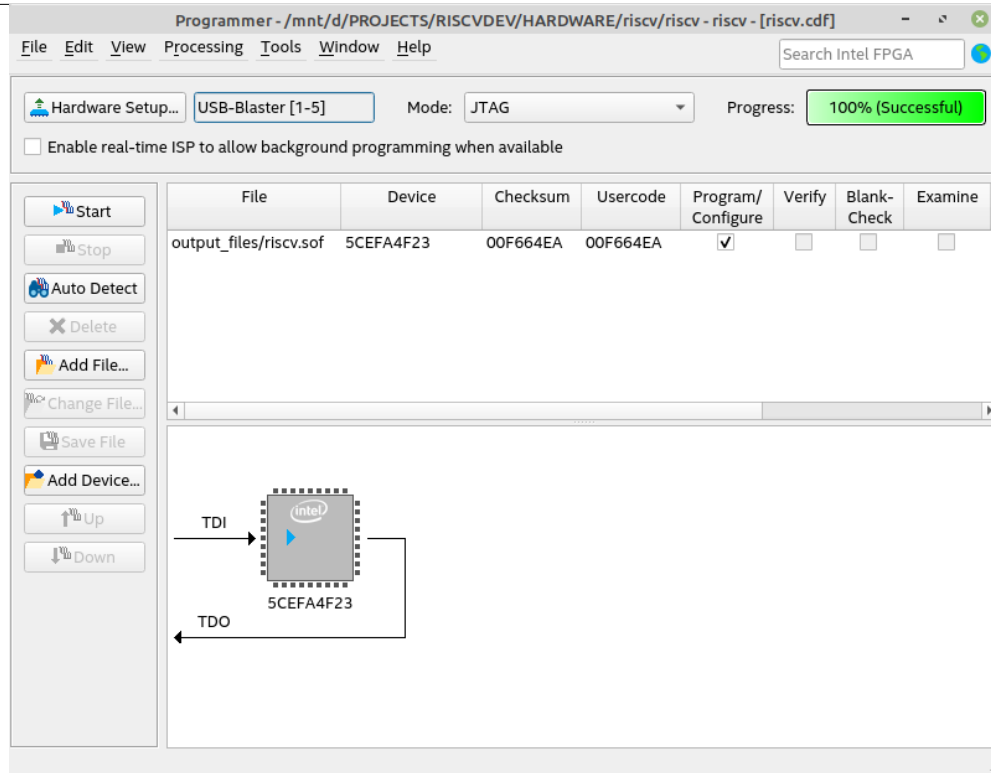 Programmer - /mnt/d/PROJECTS/RISCVDEV/HARDWARE/riscv/riscv - riscv - [riscv.cdf]
File Edit View Processing Tools Window Help
Search Intel FPGA
Hardware Setup... USB-Blaster [1-5] Mode: JTAG Progress: 100% (Successful)
Enable real-time ISP to allow background programming when available
Start
Stop
Auto Detect
Delete
Add File...
Change File...
Save File
Add Device...
Up
Down
File Device Checksum Usercode Program/ Verify Blank- Examine
Configure Check
output_files/riscv.sof 5CEFA4F23 00F664EA 00F664EA
intel
TDI
5CEFA4F23
TDO